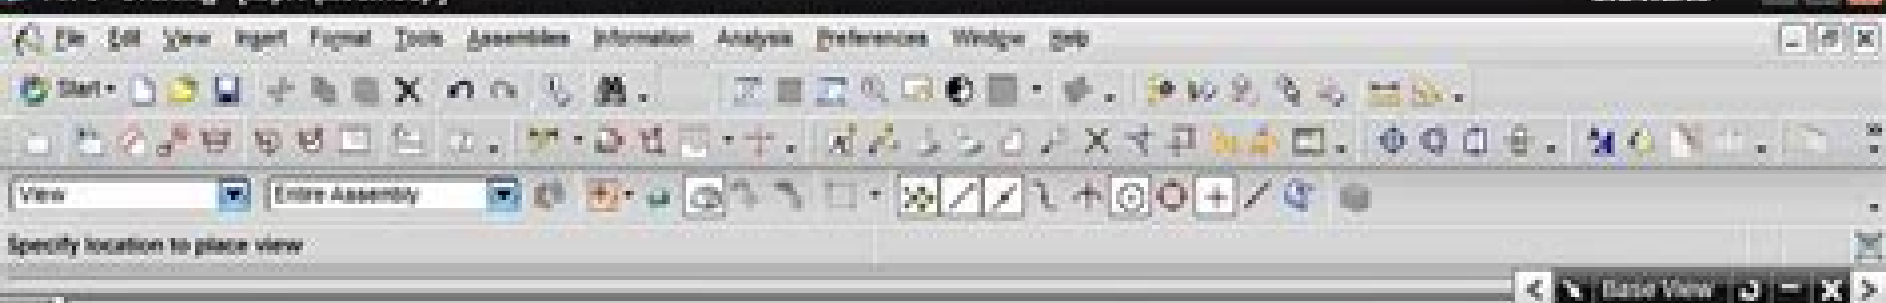 File Edit View Insert Format Tools Assemblies Information Analysis Preferences Window Help
Start
View Entire Assembly
Specify location to place view
Base View